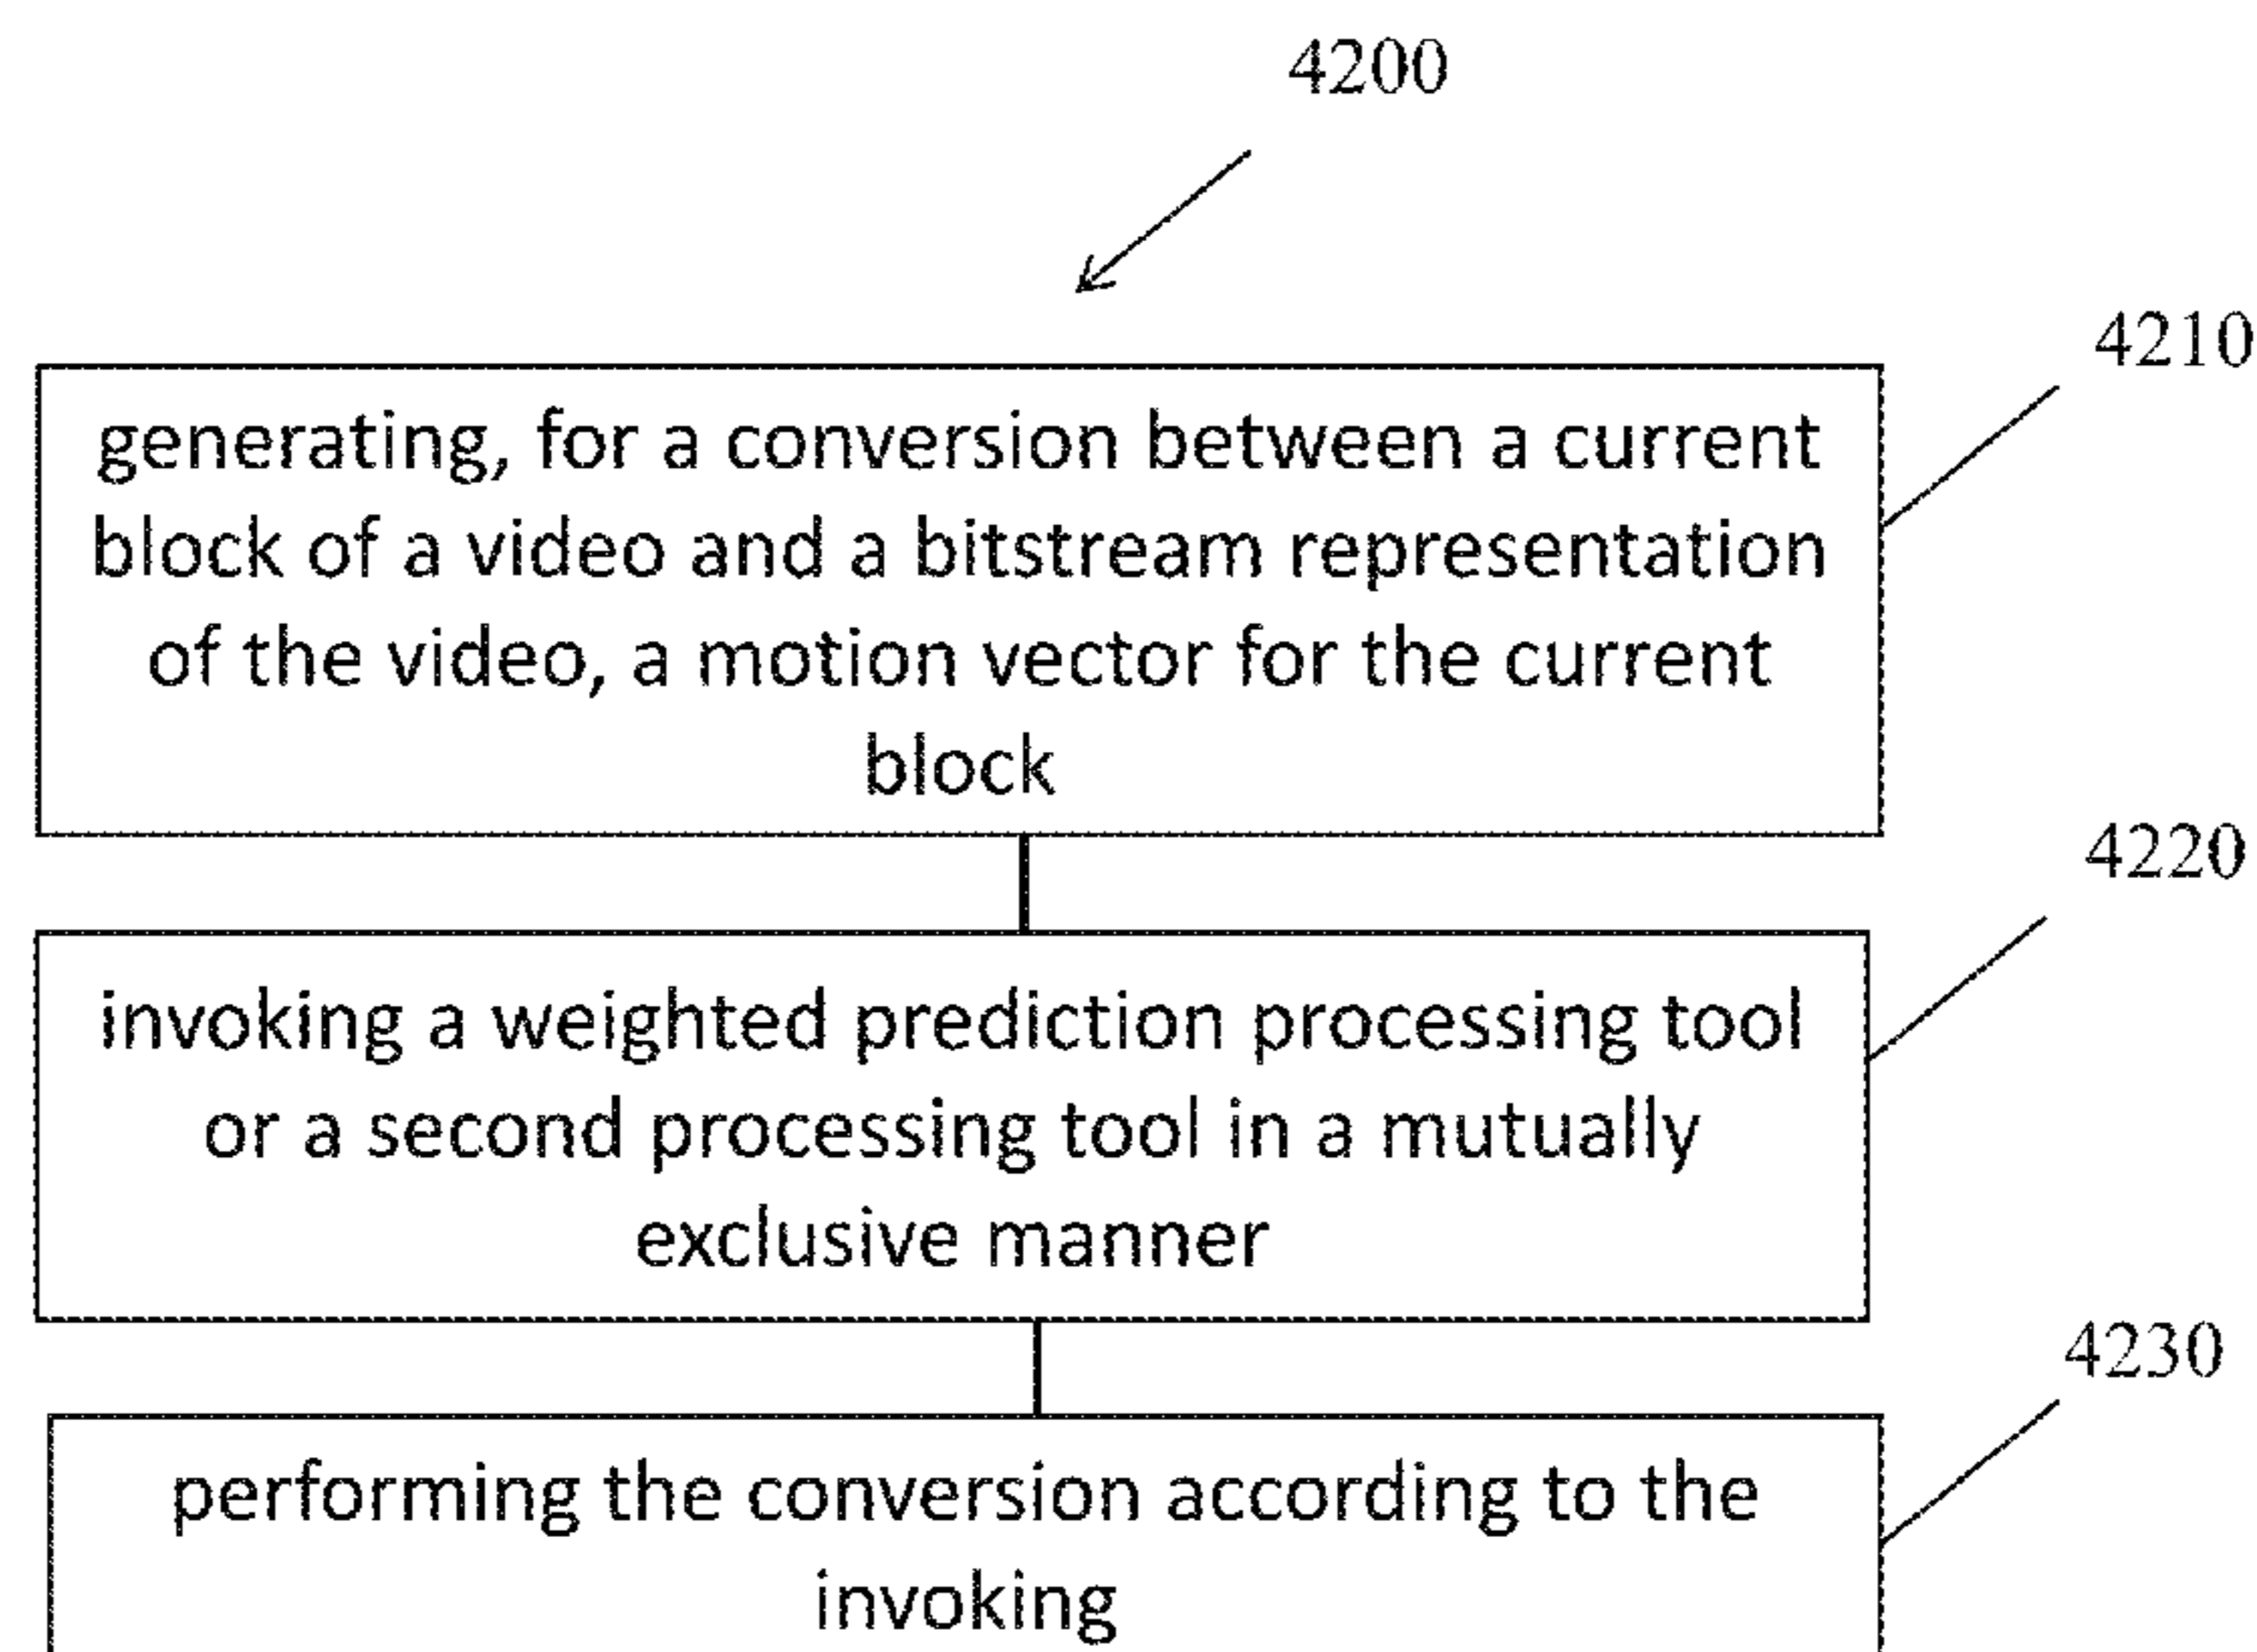 4200
4210
generating, for a conversion between a current
block of a video and a bitstream representation
of the video, a motion vector for the current
block
4220
invoking a weighted prediction processing tool
or a second processing tool in a mutually
exclusive manner
4230
performing the conversion according to the
invoking